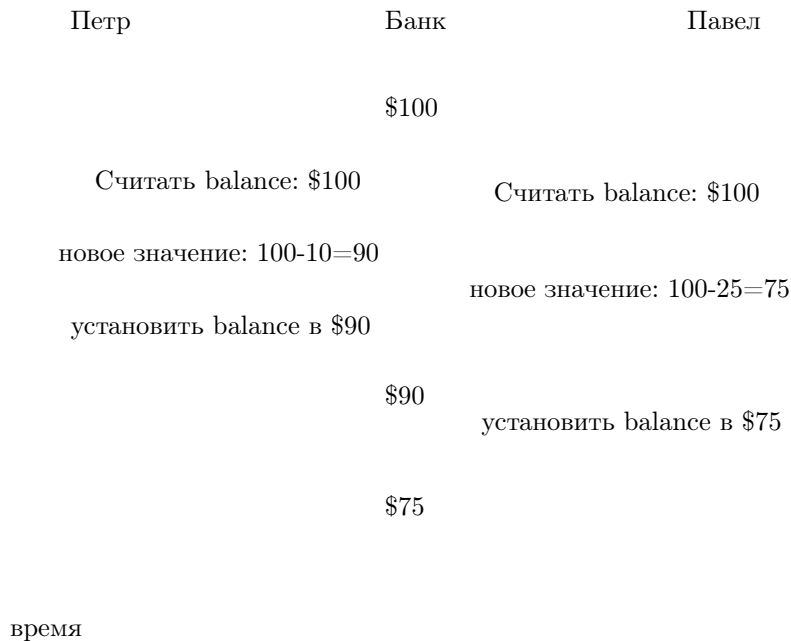 Петр Банк Павел
$100
Считать balance: $100
Считать balance: $100
новое значение: 100-10=90
новое значение: 100-25=75
установить balance в $90
$90
установить balance в $75
$75
время